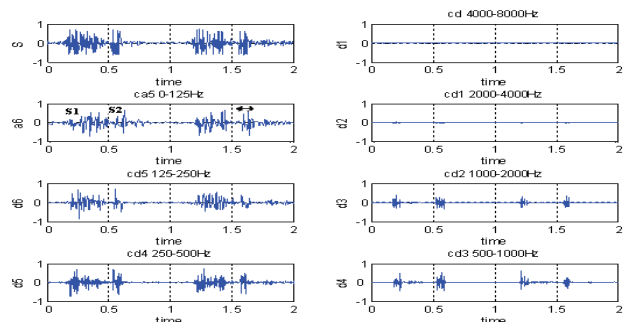 cd 4000-8000Hz
1
0
-1
S
0 0.5 1 1.5 2
time
1
0
-1
d1
0 0.5 1 1.5 2
time
ca5 0-125Hz
cd1 2000-4000Hz
1
0
-1
a6
S1 S2
0 0.5 1 1.5 2
time
1
0
-1
d2
0 0.5 1 1.5 2
time
cd5 125-250Hz
cd2 1000-2000Hz
1
0
-1
d6
0 0.5 1 1.5 2
time
1
0
-1
d3
0 0.5 1 1.5 2
time
cd4 250-500Hz
cd3 500-1000Hz
1
0
-1
d5
0 0.5 1 1.5 2
time
1
0
-1
d4
0 0.5 1 1.5 2
time